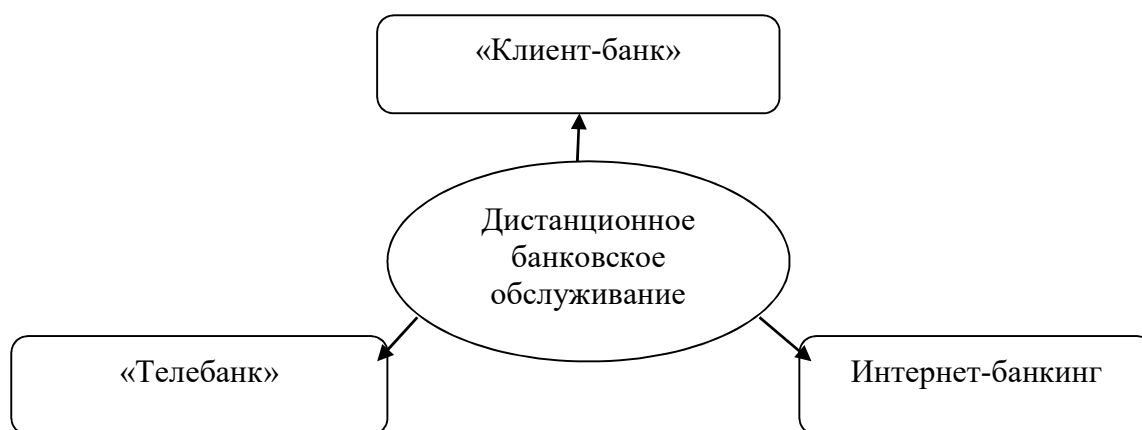 «Клиент-банк»
Дистанционное
банковское
обслуживание
«Телебанк»
Интернет-банкинг